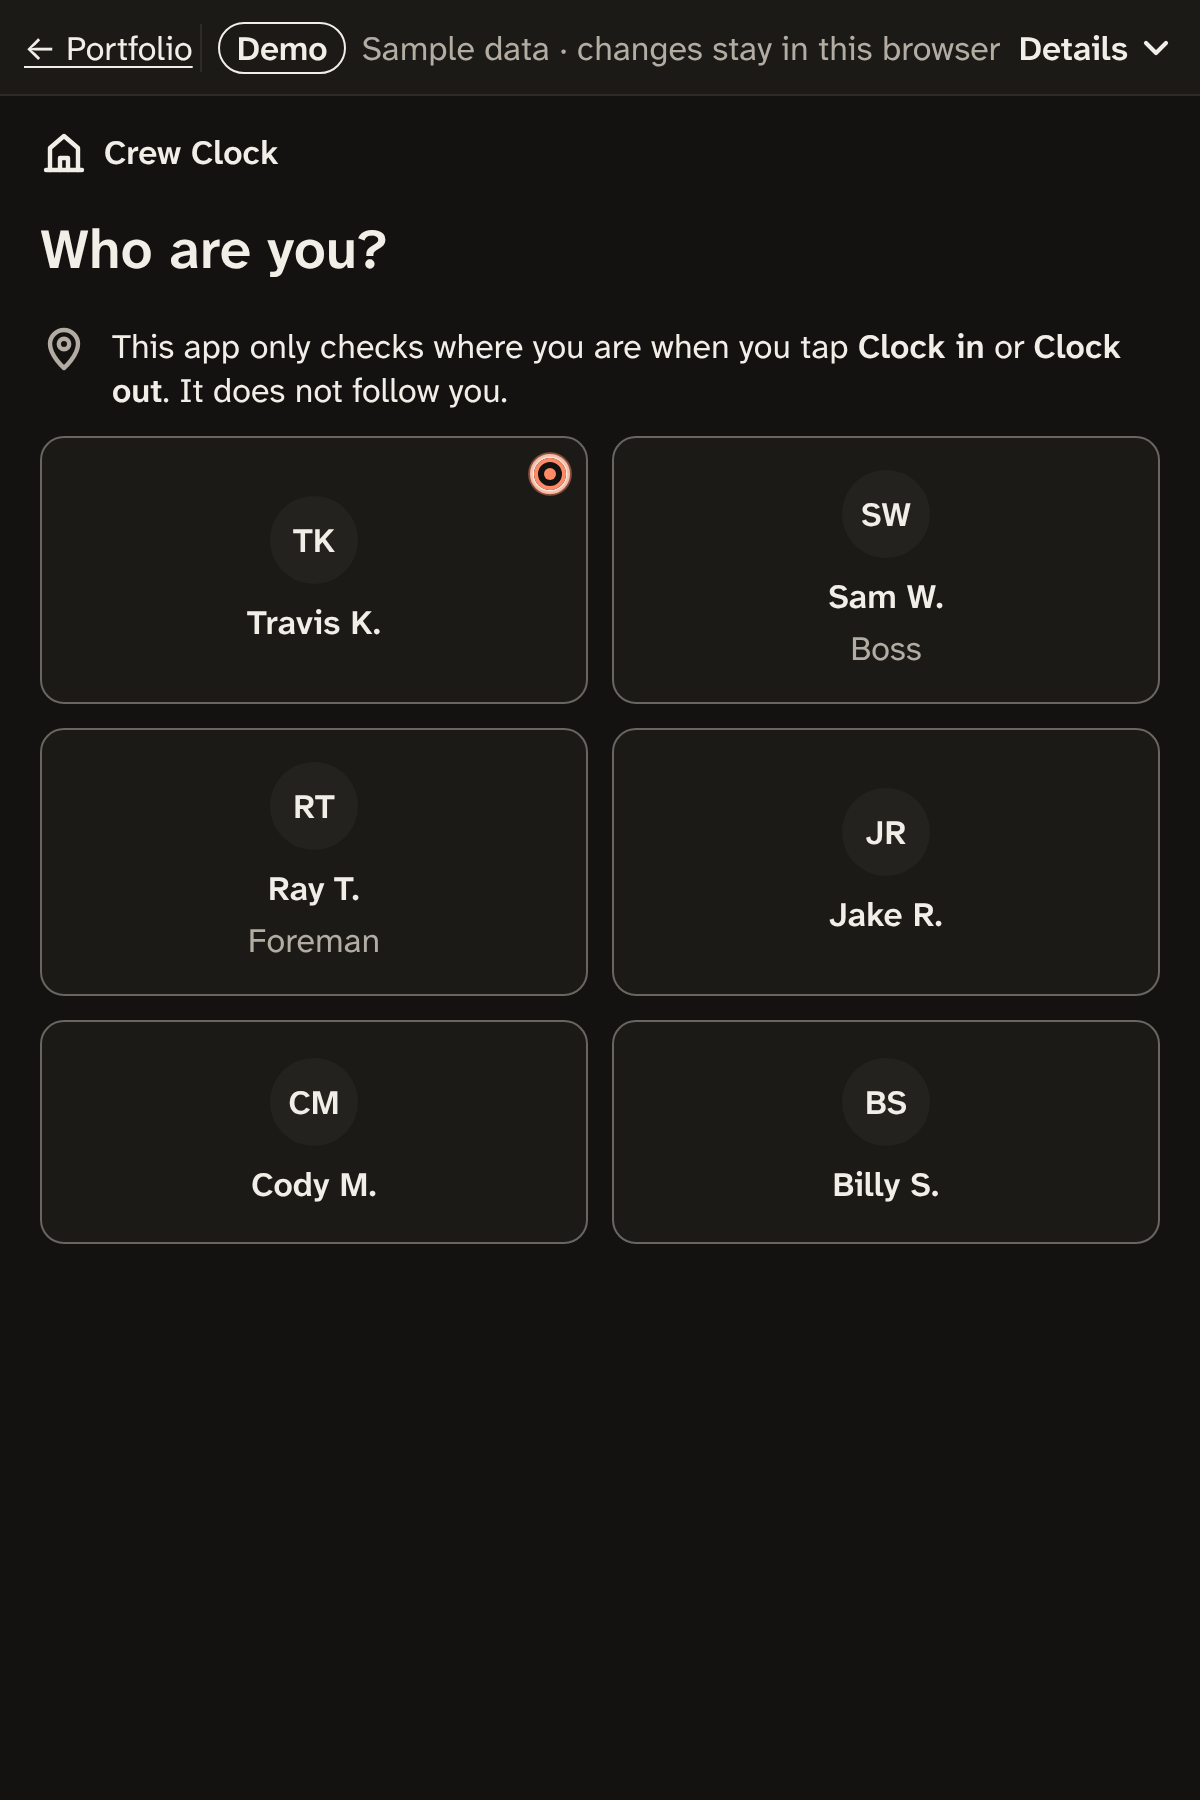 ← Portfolio Demo Sample data · changes stay in this browser Details
Crew Clock
Who are you?
This app only checks where you are when you tap Clock in or Clock
out. It does not follow you.
TK
Travis K.
SW
Sam W.
Boss
RT
Ray T.
Foreman
JR
Jake R.
CM
Cody M.
BS
Billy S.